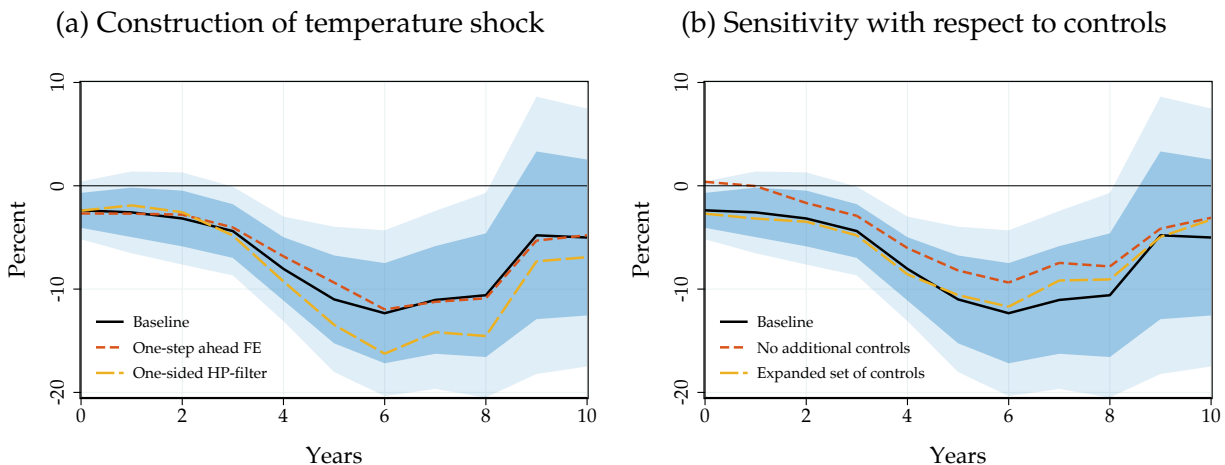 (a) Construction of temperature shock
(b) Sensitivity with respect to controls
Percent
10
0
-10
-20
Baseline
One-step ahead FE
One-sided HP-filter
0 2 4 6 8 10
Years
Percent
10
0
-10
-20
Baseline
No additional controls
Expanded set of controls
0 2 4 6 8 10
Years